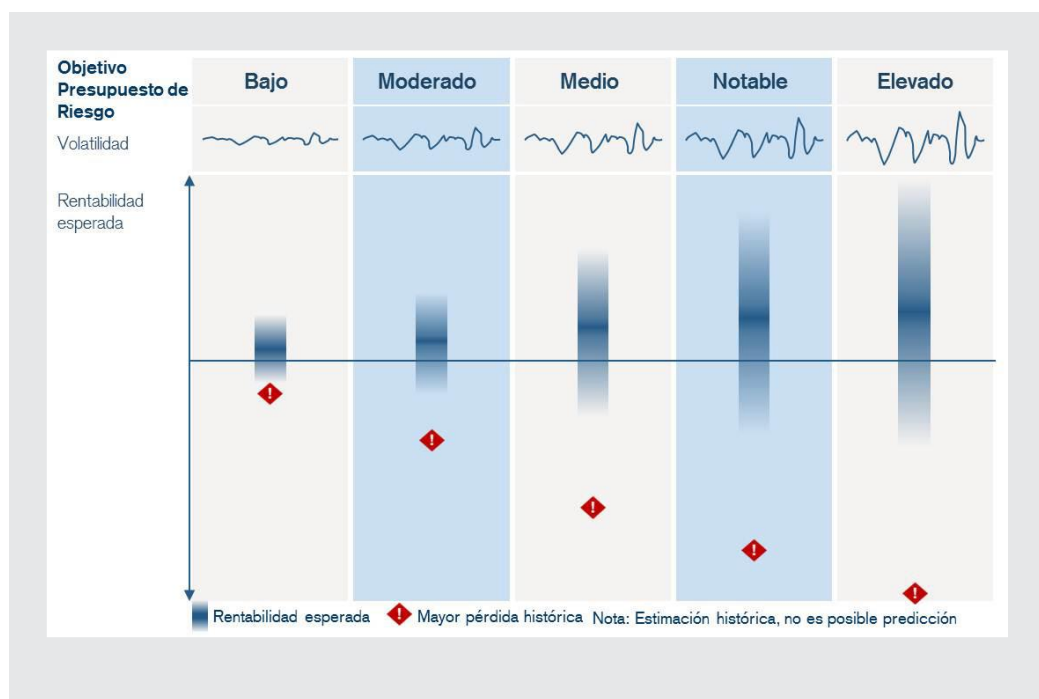 Objetivo
Presupuesto de
Riesgo
Bajo
Moderado
Medio
Notable
Elevado
Volatilidad
Rentabilidad
esperada
Rentabilidad esperada
Mayor pérdida histórica
Nota: Estimación histórica, no es posible predicción